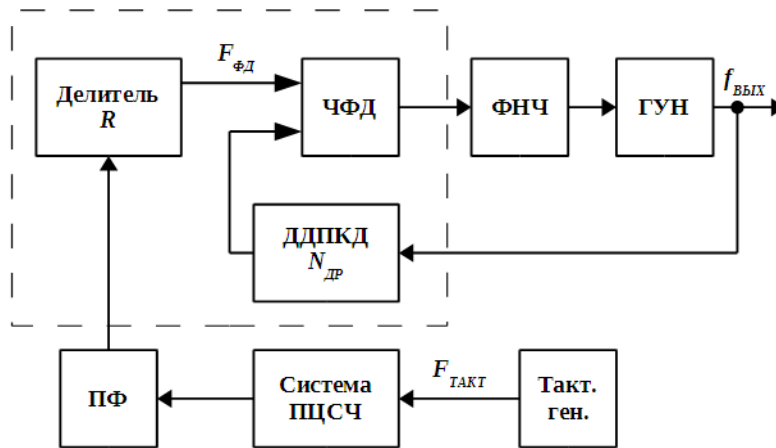 Делитель
R
F_ФД
ЧФД
ФНЧ
ГУН
f_ВЫХ
ДДПКД
N_ДР
ПФ
Система
ПЦСЧ
F_ТАКТ
Такт.
ген.